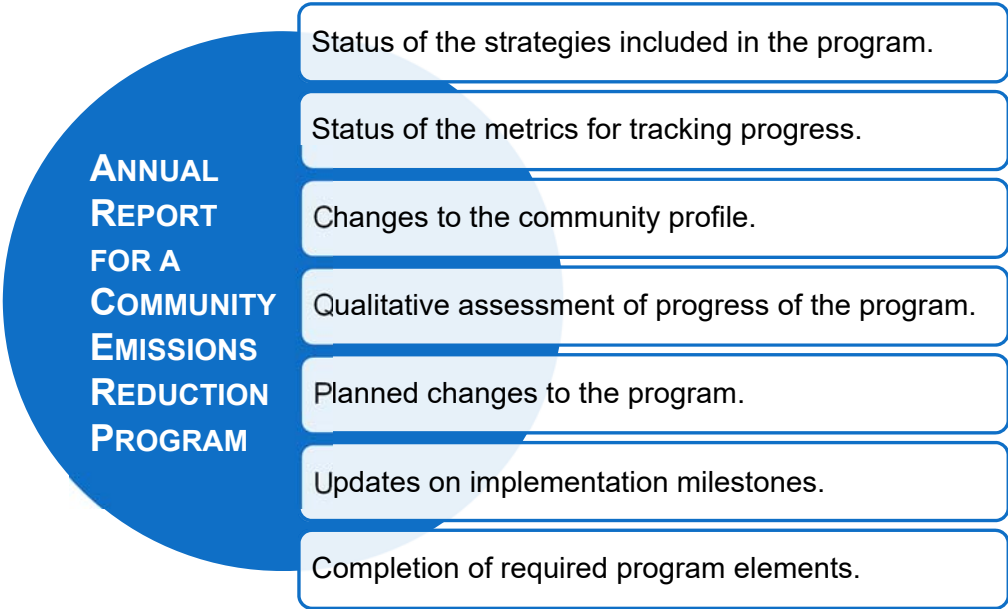 ANNUAL
REPORT
FOR A
COMMUNITY
EMISSIONS
REDUCTION
PROGRAM
Status of the strategies included in the program.
Status of the metrics for tracking progress.
Changes to the community profile.
Qualitative assessment of progress of the program.
Planned changes to the program.
Updates on implementation milestones.
Completion of required program elements.